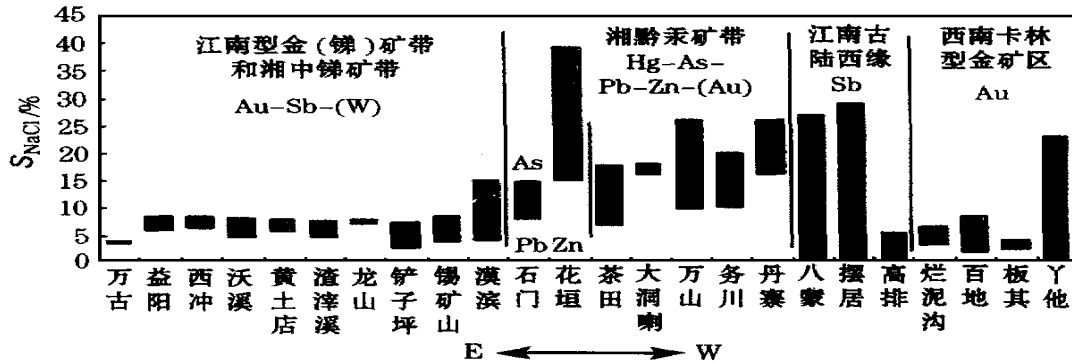 S NaCl/%
45
40
35
30
25
20
15
10
5
0
江南型金(锑)矿带
和湘中锑矿带
Au-Sb-(W)
湘黔汞矿带
Hg-As-
Pb-Zn-(Au)
江南古
陆西缘
Sb
西南卡林
型金矿区
Au
As
Pb Zn
万古
益阳
西冲
沃溪
黄土店
渣滓溪
龙山
铲子坪
锡矿山
漠滨
石门
花垣
茶田
大洞喇
万山
务川
丹寨
八蒙
摆居
高排
烂泥沟
百地
板其
丫他
E W